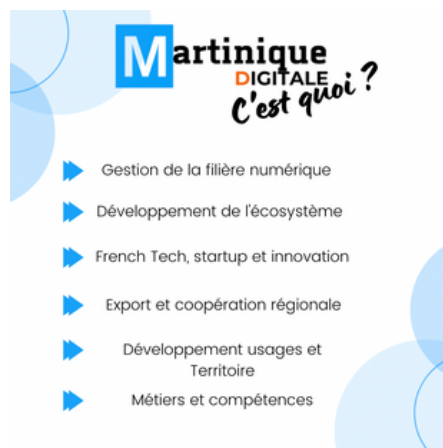 Martinique
DIGITALE
C'est quoi ?
Gestion de la filière numérique
Développement de l'écosystème
French Tech, startup et innovation
Export et coopération régionale
Développement usages et
Territoire
Métiers et compétences